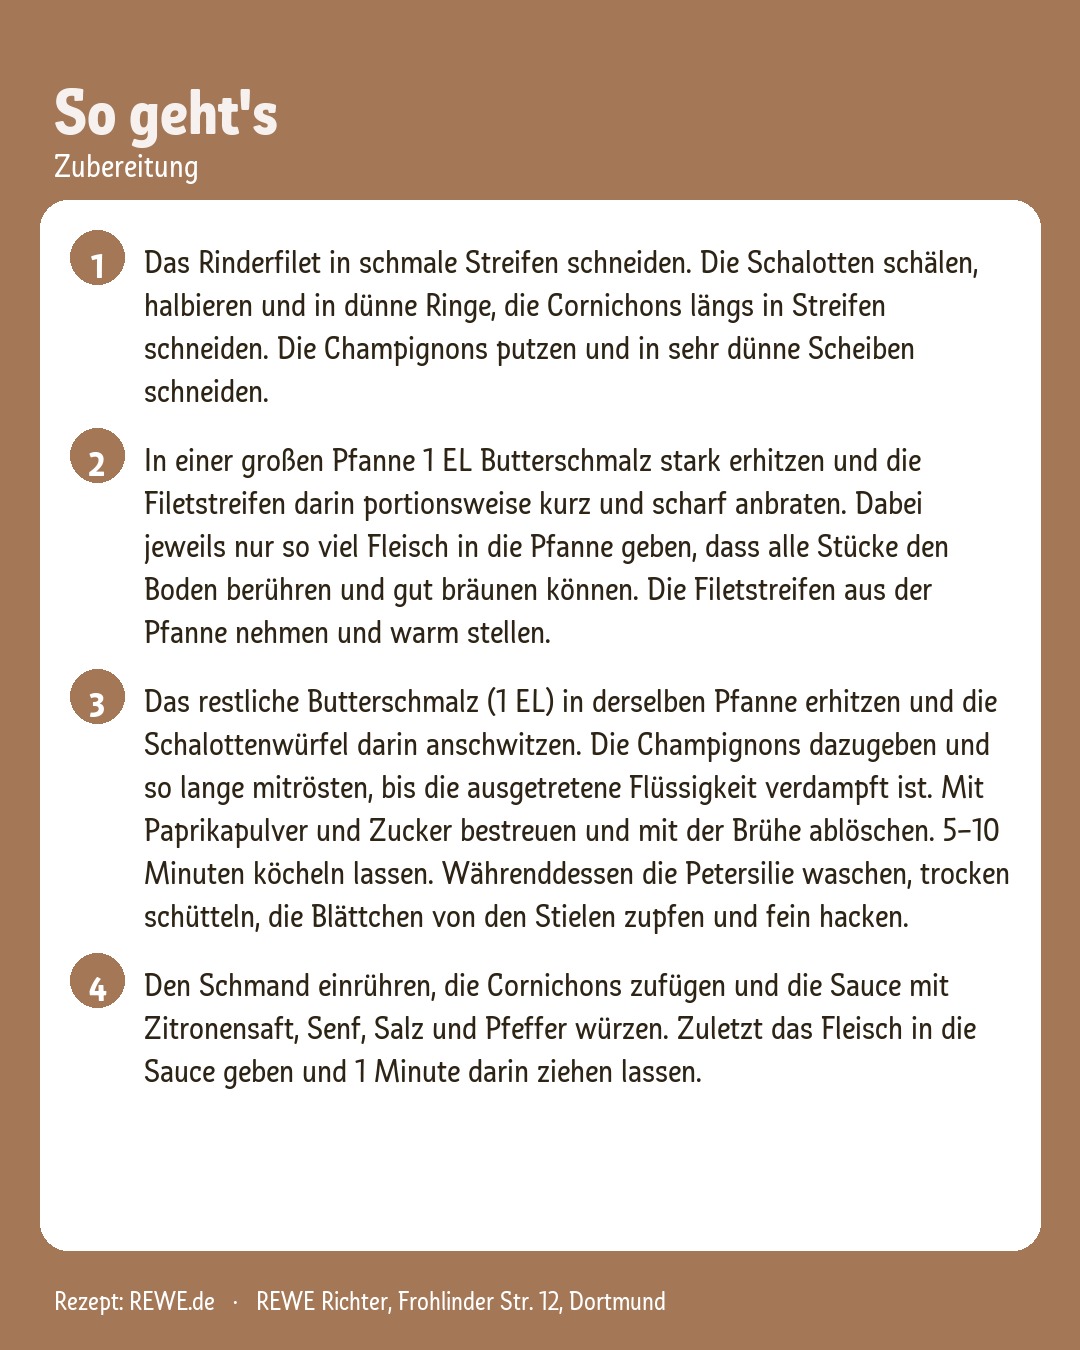 So geht's
Zubereitung
1 Das Rinderfilet in schmale Streifen schneiden. Die Schalotten schälen,
halbieren und in dünne Ringe, die Cornichons längs in Streifen
schneiden. Die Champignons putzen und in sehr dünne Scheiben
schneiden.
2 In einer großen Pfanne 1 EL Butterschmalz stark erhitzen und die
Filetstreifen darin portionsweise kurz und scharf anbraten. Dabei
jeweils nur so viel Fleisch in die Pfanne geben, dass alle Stücke den
Boden berühren und gut bräunen können. Die Filetstreifen aus der
Pfanne nehmen und warm stellen.
3 Das restliche Butterschmalz (1 EL) in derselben Pfanne erhitzen und die
Schalottenwürfel darin anschwitzen. Die Champignons dazugeben und
so lange mitrösten, bis die ausgetretene Flüssigkeit verdampft ist. Mit
Paprikapulver und Zucker bestreuen und mit der Brühe ablöschen. 5–10
Minuten köcheln lassen. Währenddessen die Petersilie waschen, trocken
schütteln, die Blättchen von den Stielen zupfen und fein hacken.
4 Den Schmand einrühren, die Cornichons zufügen und die Sauce mit
Zitronensaft, Senf, Salz und Pfeffer würzen. Zuletzt das Fleisch in die
Sauce geben und 1 Minute darin ziehen lassen.
Rezept: REWE.de · REWE Richter, Frohlinder Str. 12, Dortmund